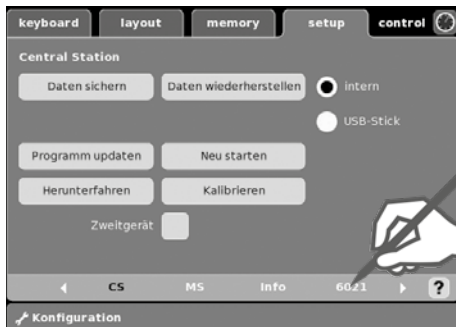 keyboard layout memory setup control
Central Station
Daten sichern Daten wiederherstellen intern
USB-Stick
Programm updaten Neu starten
Herunterfahren Kalibrieren
Zweitgerät
CS MS Info 6021 ?
Konfiguration